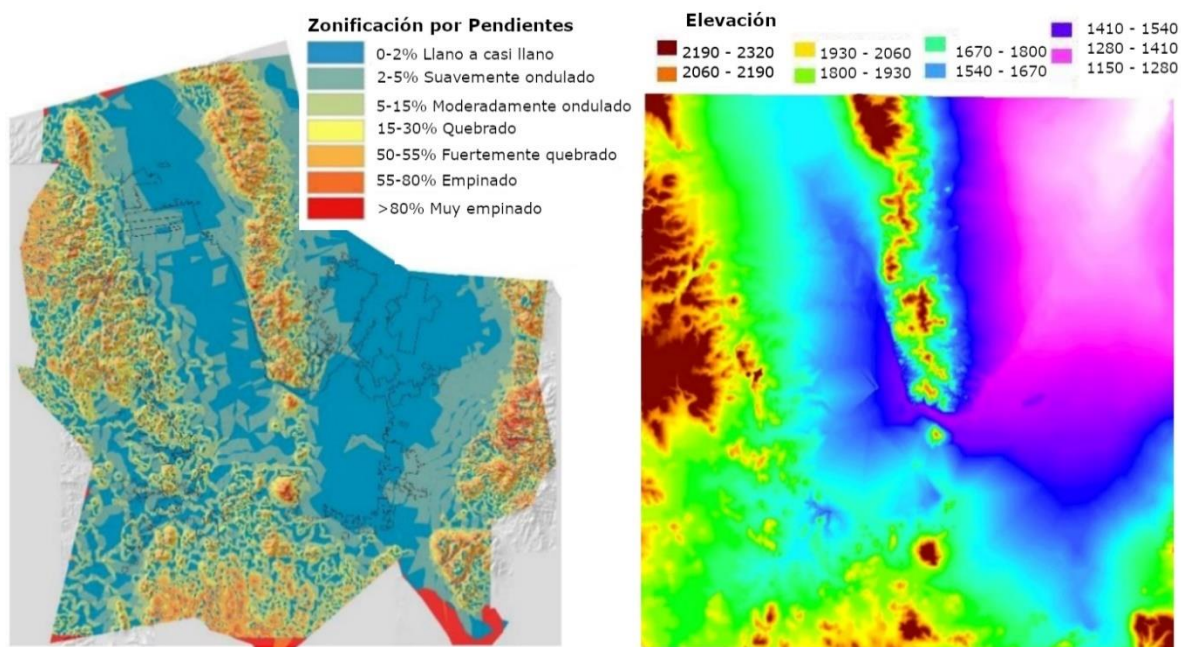 Zonificación por Pendientes
0-2% Llano a casi llano
2-5% Suavemente ondulado
5-15% Moderadamente ondulado
15-30% Quebrado
50-55% Fuertemente quebrado
55-80% Empinado
>80% Muy empinado
Elevación
2190 - 2320
2060 - 2190
1930 - 2060
1800 - 1930
1670 - 1800
1540 - 1670
1410 - 1540
1280 - 1410
1150 - 1280